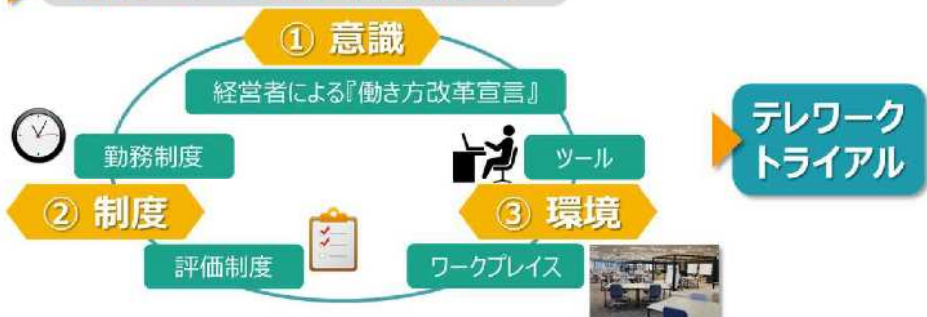 ① 意識
経営者による『働き方改革宣言』
勤務制度
ツール
テレワーク
トライアル
② 制度
③ 環境
評価制度
ワークプレイス